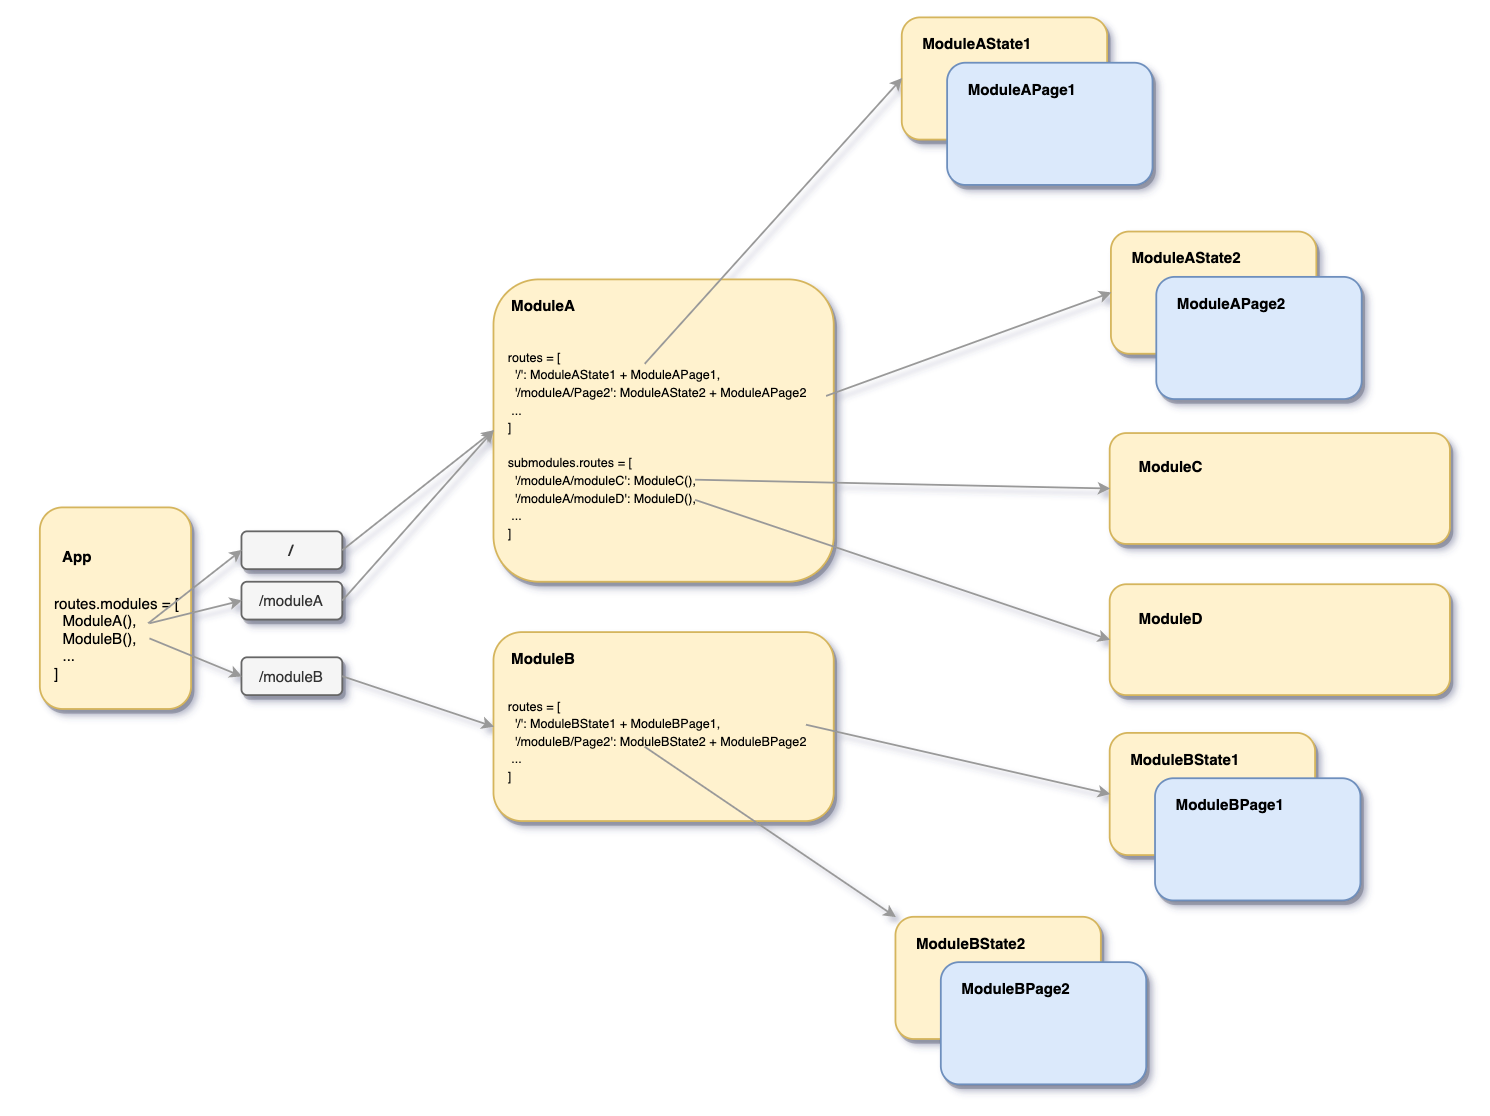 App
routes.modules = [
ModuleA(),
ModuleB(),
...
]
/
/moduleA
/moduleB
ModuleA
routes = [
'/': ModuleAState1 + ModuleAPage1,
'/moduleA/Page2': ModuleAState2 + ModuleAPage2
...
]
submodules.routes = [
'/moduleA/moduleC': ModuleC(),
'/moduleA/moduleD': ModuleD(),
...
]
ModuleB
routes = [
'/': ModuleBState1 + ModuleBPage1,
'/moduleB/Page2': ModuleBState2 + ModuleBPage2
...
]
ModuleAState1
ModuleAPage1
ModuleAState2
ModuleAPage2
ModuleC
ModuleD
ModuleBState1
ModuleBPage1
ModuleBState2
ModuleBPage2